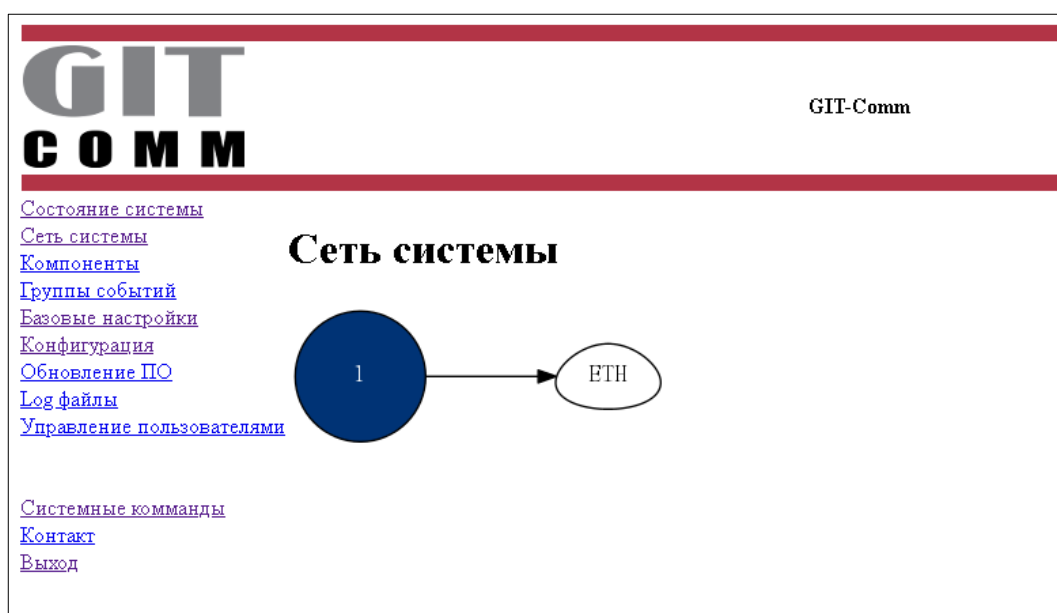 GIT
COMM
GIT-Comm
Состояние системы
Сеть системы
Компоненты
Группы событий
Базовые настройки
Конфигурация
Обновление ПО
Log файлы
Управление пользователями
Системные комманды
Контакт
Выход
Сеть системы
1
ETH